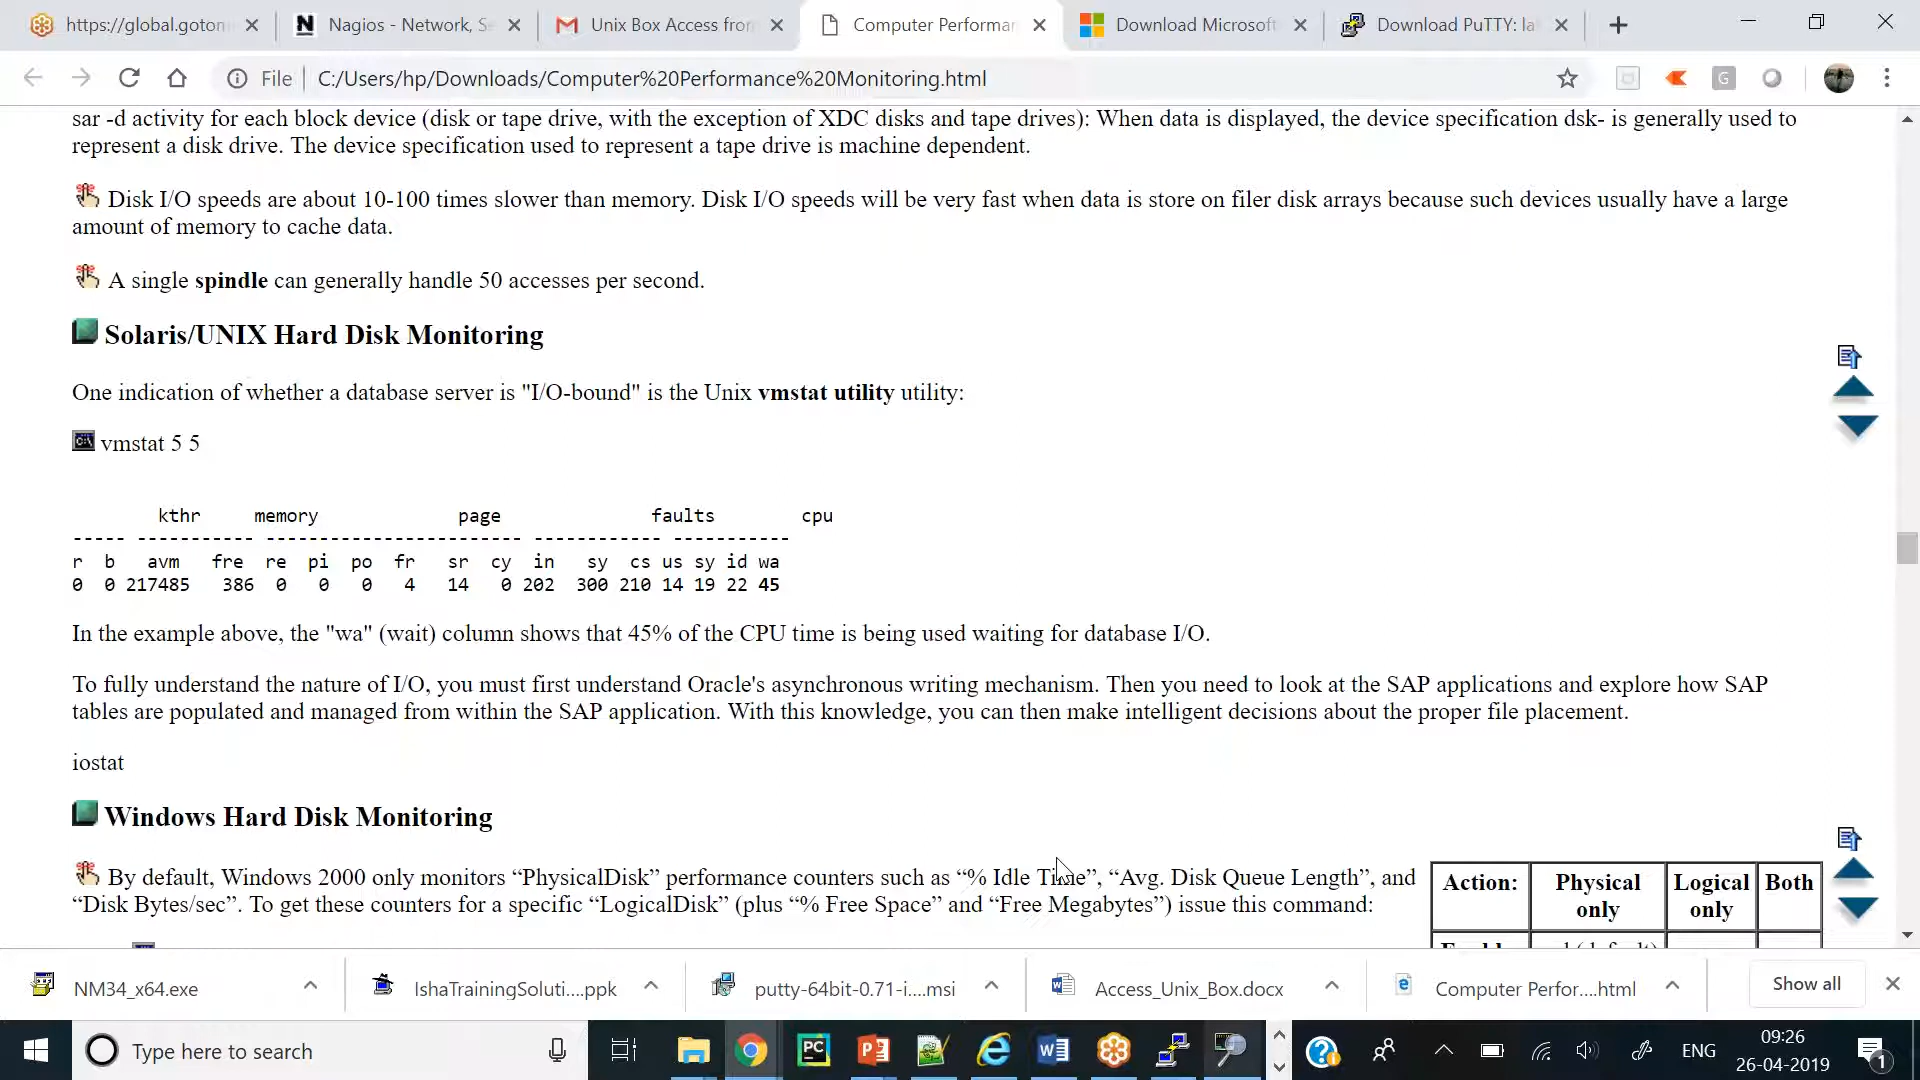 https://global.gotom
Nagios - Network, Se
Unix Box Access from
Computer Performan
Download Microsoft
Download PuTTY: la
File
C:/Users/hp/Downloads/Computer%20Performance%20Monitoring.html
G
sar -d activity for each block device (disk or tape drive, with the exception of XDC disks and tape drives): When data is displayed, the device specification dsk- is generally used to
represent a disk drive. The device specification used to represent a tape drive is machine dependent.
Disk I/O speeds are about 10-100 times slower than memory. Disk I/O speeds will be very fast when data is store on filer disk arrays because such devices usually have a large
amount of memory to cache data.
A single spindle can generally handle 50 accesses per second.
Solaris/UNIX Hard Disk Monitoring
One indication of whether a database server is "I/O-bound" is the Unix vmstat utility utility:
vmstat 5 5
kthr memory page faults cpu
----- ----------- ------------------------ ------------ -----------
r b avm fre re pi po fr sr cy in sy cs us sy id wa
0 0 217485 386 0 0 0 4 14 0 202 300 210 14 19 22 45
In the example above, the "wa" (wait) column shows that 45% of the CPU time is being used waiting for database I/O.
To fully understand the nature of I/O, you must first understand Oracle's asynchronous writing mechanism. Then you need to look at the SAP applications and explore how SAP
tables are populated and managed from within the SAP application. With this knowledge, you can then make intelligent decisions about the proper file placement.
iostat
Windows Hard Disk Monitoring
By default, Windows 2000 only monitors “PhysicalDisk” performance counters such as “% Idle Time”, “Avg. Disk Queue Length”, and
“Disk Bytes/sec”. To get these counters for a specific “LogicalDisk” (plus “% Free Space” and “Free Megabytes”) issue this command:
Action: Physical only Logical only Both
NM34_x64.exe
IshaTrainingSoluti....ppk
putty-64bit-0.71-i....msi
Access_Unix_Box.docx
Computer Perfor....html
Show all
Type here to search
ENG
09:26
26-04-2019
1